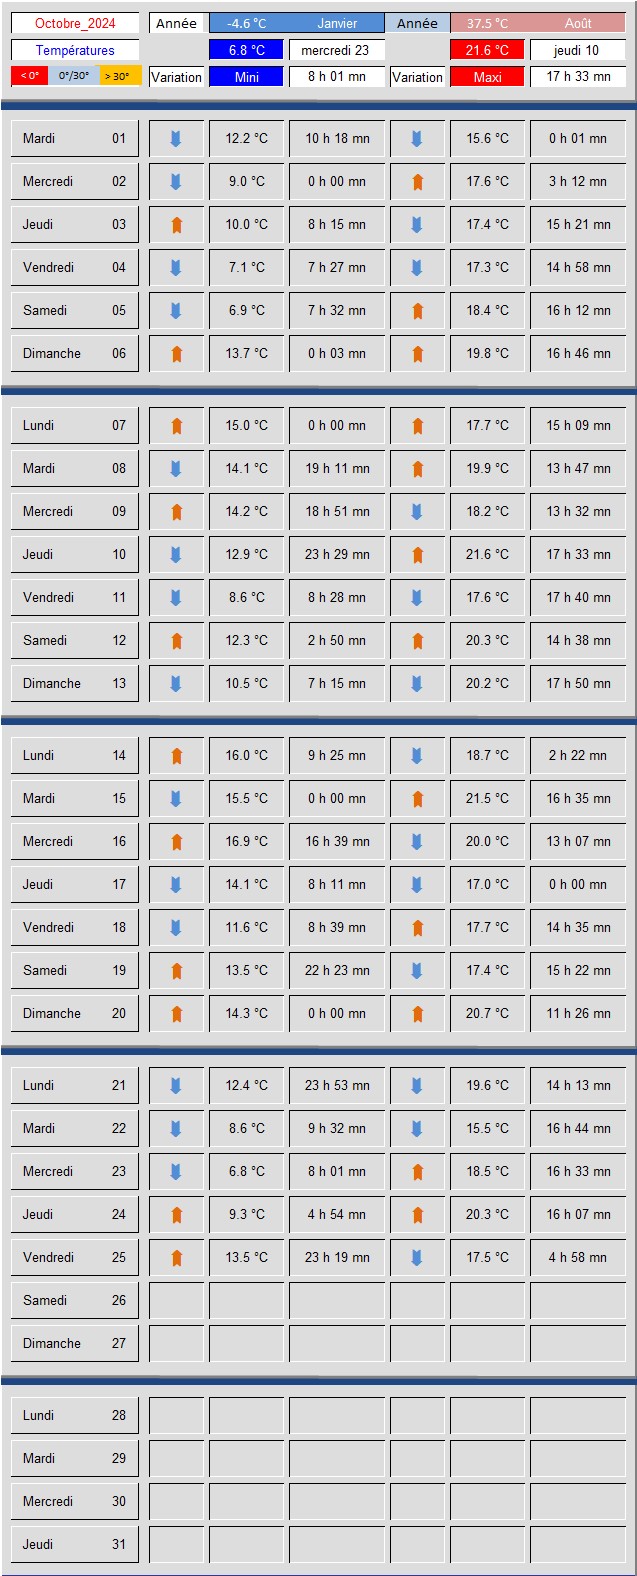 Octobre_2024 Année -4.6 °C Janvier Année 37.5 °C Août
Températures 6.8 °C mercredi 23 21.6 °C jeudi 10
< 0° 0°/30° > 30° Variation Mini 8 h 01 mn Variation Maxi 17 h 33 mn
Mardi 01 12.2 °C 10 h 18 mn 15.6 °C 0 h 01 mn
Mercredi 02 9.0 °C 0 h 00 mn 17.6 °C 3 h 12 mn
Jeudi 03 10.0 °C 8 h 15 mn 17.4 °C 15 h 21 mn
Vendredi 04 7.1 °C 7 h 27 mn 17.3 °C 14 h 58 mn
Samedi 05 6.9 °C 7 h 32 mn 18.4 °C 16 h 12 mn
Dimanche 06 13.7 °C 0 h 03 mn 19.8 °C 16 h 46 mn
Lundi 07 15.0 °C 0 h 00 mn 17.7 °C 15 h 09 mn
Mardi 08 14.1 °C 19 h 11 mn 19.9 °C 13 h 47 mn
Mercredi 09 14.2 °C 18 h 51 mn 18.2 °C 13 h 32 mn
Jeudi 10 12.9 °C 23 h 29 mn 21.6 °C 17 h 33 mn
Vendredi 11 8.6 °C 8 h 28 mn 17.6 °C 17 h 40 mn
Samedi 12 12.3 °C 2 h 50 mn 20.3 °C 14 h 38 mn
Dimanche 13 10.5 °C 7 h 15 mn 20.2 °C 17 h 50 mn
Lundi 14 16.0 °C 9 h 25 mn 18.7 °C 2 h 22 mn
Mardi 15 15.5 °C 0 h 00 mn 21.5 °C 16 h 35 mn
Mercredi 16 16.9 °C 16 h 39 mn 20.0 °C 13 h 07 mn
Jeudi 17 14.1 °C 8 h 11 mn 17.0 °C 0 h 00 mn
Vendredi 18 11.6 °C 8 h 39 mn 17.7 °C 14 h 35 mn
Samedi 19 13.5 °C 22 h 23 mn 17.4 °C 15 h 22 mn
Dimanche 20 14.3 °C 0 h 00 mn 20.7 °C 11 h 26 mn
Lundi 21 12.4 °C 23 h 53 mn 19.6 °C 14 h 13 mn
Mardi 22 8.6 °C 9 h 32 mn 15.5 °C 16 h 44 mn
Mercredi 23 6.8 °C 8 h 01 mn 18.5 °C 16 h 33 mn
Jeudi 24 9.3 °C 4 h 54 mn 20.3 °C 16 h 07 mn
Vendredi 25 13.5 °C 23 h 19 mn 17.5 °C 4 h 58 mn
Samedi 26
Dimanche 27
Lundi 28
Mardi 29
Mercredi 30
Jeudi 31